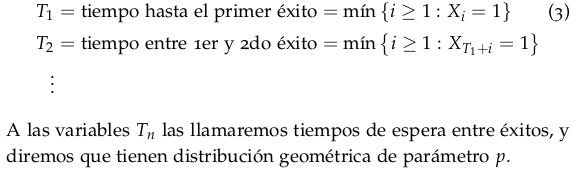 T₁ = tiempo hasta el primer éxito = mín {i ≥ 1 : Xᵢ = 1} (3)
T₂ = tiempo entre 1er y 2do éxito = mín {i ≥ 1 : X_{T₁+i} = 1}
⋮
A las variables Tₙ las llamaremos tiempos de espera entre éxitos, y
diremos que tienen distribución geométrica de parámetro p.